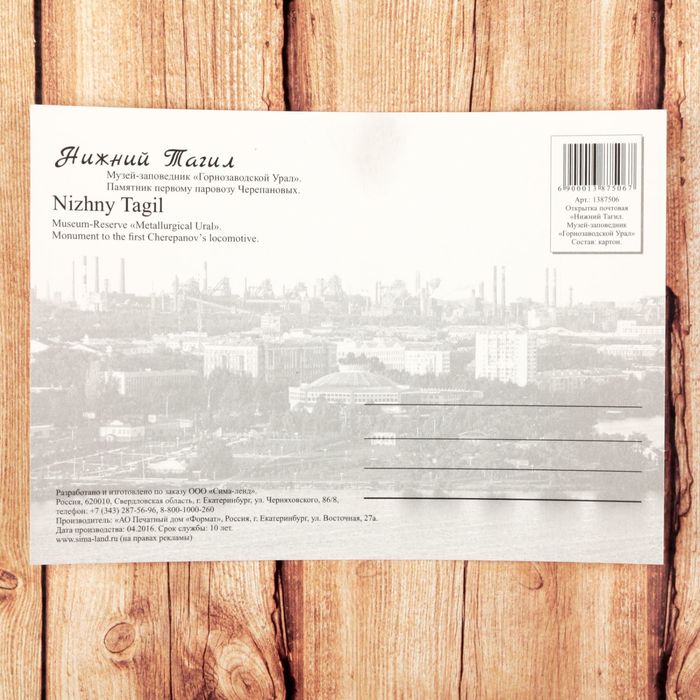 Нижний Тагил
Музей-заповедник «Горнозаводской Урал».
Памятник первому паровозу Черепановых.
Nizhny Tagil
Museum-Reserve «Metallurgical Ural».
Monument to the first Cherepanov's locomotive.
6900013875067
Арт.: 1387506
Открытка почтовая
«Нижний Тагил.
Музей-заповедник
«Горнозаводской Урал»
Состав: картон.
Разработано и изготовлено по заказу ООО «Сима-ленд».
Россия, 620010, Свердловская область, г. Екатеринбург, ул. Черняховского, 86/8,
телефон: +7 (343) 287-56-96, 8-800-1000-260
Производитель: «АО Печатный дом «Формат», Россия, г. Екатеринбург, ул. Восточная, 27а.
Дата производства: 04.2016. Срок службы: 10 лет.
www.sima-land.ru (на правах рекламы)